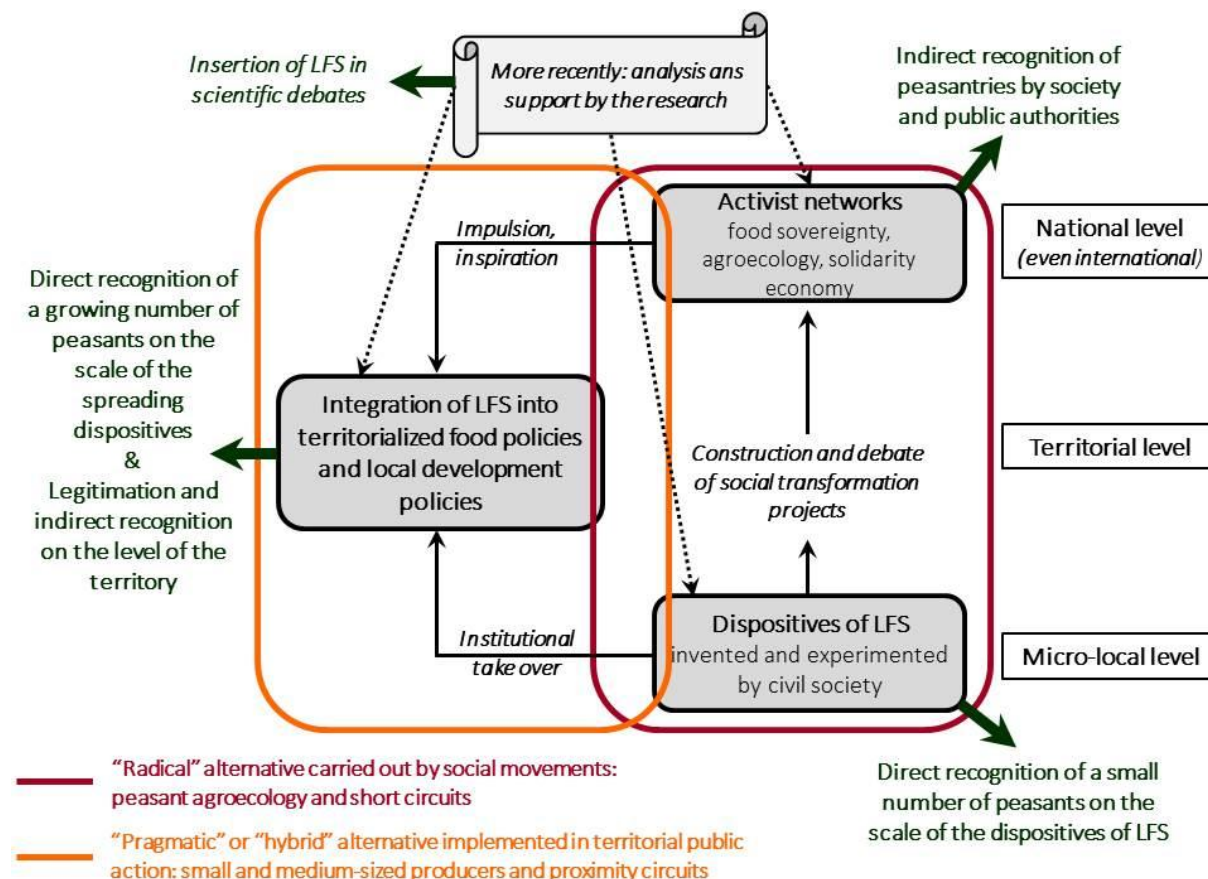 Insertion of LFS in
scientific debates
More recently: analysis ans
support by the research
Indirect recognition of
peasantries by society
and public authorities
Activist networks
food sovereignty,
agroecology, solidarity
economy
National level
(even international)
Impulsion,
inspiration
Direct recognition of
a growing number of
peasants on the
scale of the
spreading
dispositives
&
Legitimation and
indirect recognition
on the level of the
territory
Integration of LFS into
territorialized food policies
and local development
policies
Construction and debate
of social transformation
projects
Territorial level
Institutional
take over
Dispositives of LFS
invented and experimented
by civil society
Micro-local level
"Radical" alternative carried out by social movements:
peasant agroecology and short circuits
"Pragmatic" or "hybrid" alternative implemented in territorial public
action: small and medium-sized producers and proximity circuits
Direct recognition of a small
number of peasants on the
scale of the dispositives of LFS